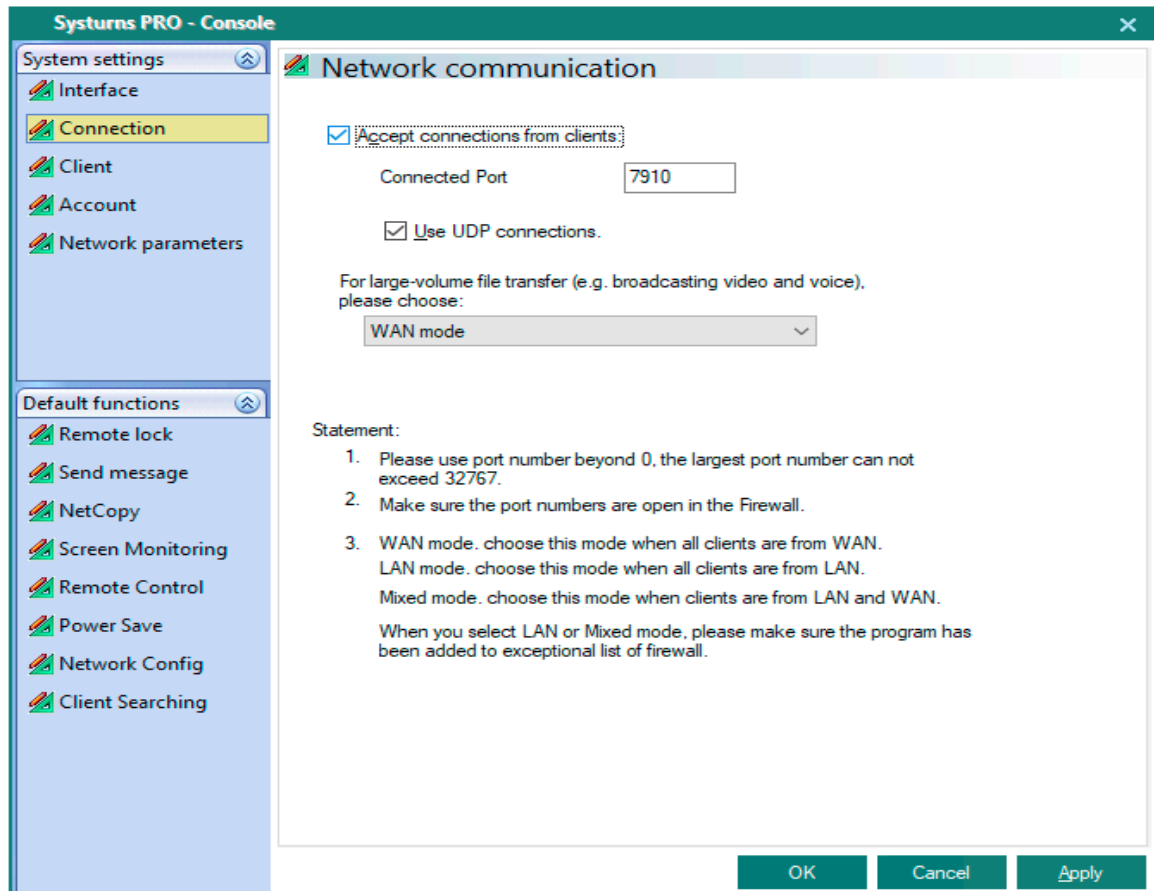 Systurns PRO - Console
System settings
Interface
Connection
Client
Account
Network parameters
Default functions
Remote lock
Send message
NetCopy
Screen Monitoring
Remote Control
Power Save
Network Config
Client Searching
Network communication
Accept connections from clients:
Connected Port 7910
Use UDP connections.
For large-volume file transfer (e.g. broadcasting video and voice),
please choose:
WAN mode
Statement:
1. Please use port number beyond 0, the largest port number can not
exceed 32767.
2. Make sure the port numbers are open in the Firewall.
3. WAN mode. choose this mode when all clients are from WAN.
LAN mode. choose this mode when all clients are from LAN.
Mixed mode. choose this mode when clients are from LAN and WAN.
When you select LAN or Mixed mode, please make sure the program has
been added to exceptional list of firewall.
OK Cancel Apply